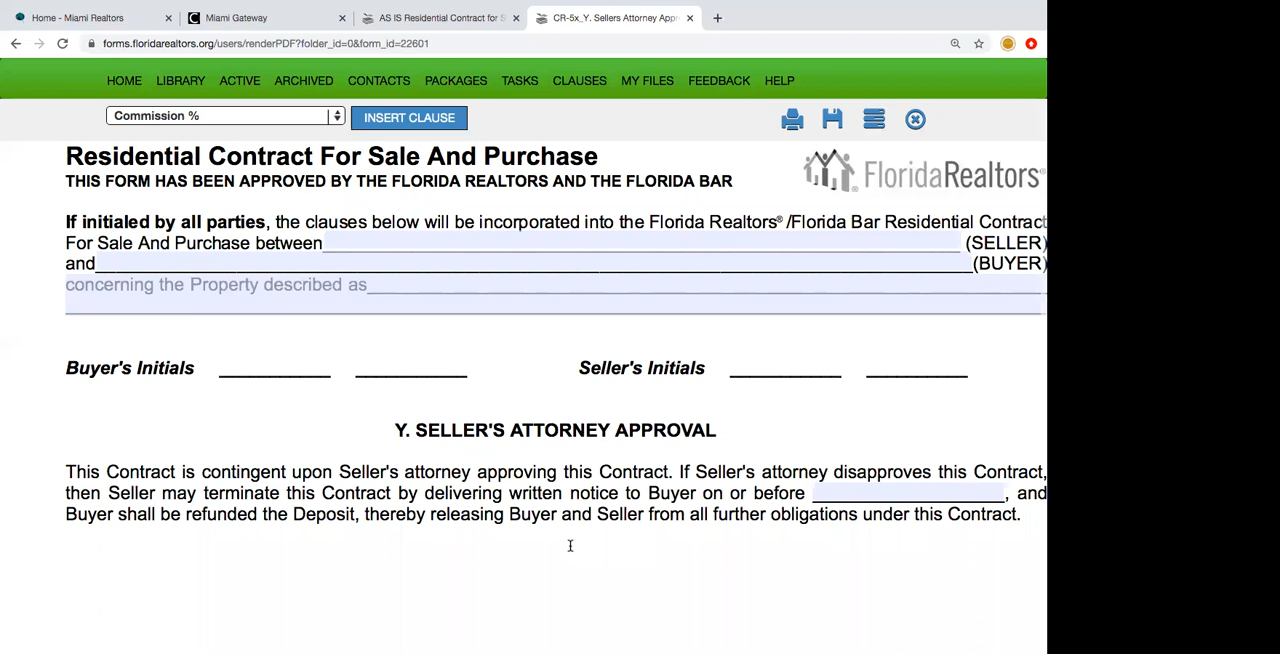 Home - Miami Realtors
Miami Gateway
AS IS Residential Contract for S
CR-5x_Y. Sellers Attorney Appr
forms.floridarealtors.org/users/renderPDF?folder_id=0&form_id=22601
HOME LIBRARY ACTIVE ARCHIVED CONTACTS PACKAGES TASKS CLAUSES MY FILES FEEDBACK HELP
Commission % INSERT CLAUSE
Residential Contract For Sale And Purchase
THIS FORM HAS BEEN APPROVED BY THE FLORIDA REALTORS AND THE FLORIDA BAR
FloridaRealtors®
If initialed by all parties, the clauses below will be incorporated into the Florida Realtors® /Florida Bar Residential Contract
For Sale And Purchase between (SELLER)
and (BUYER)
concerning the Property described as
Buyer's Initials Seller's Initials
Y. SELLER'S ATTORNEY APPROVAL
This Contract is contingent upon Seller's attorney approving this Contract. If Seller's attorney disapproves this Contract,
then Seller may terminate this Contract by delivering written notice to Buyer on or before , and
Buyer shall be refunded the Deposit, thereby releasing Buyer and Seller from all further obligations under this Contract.